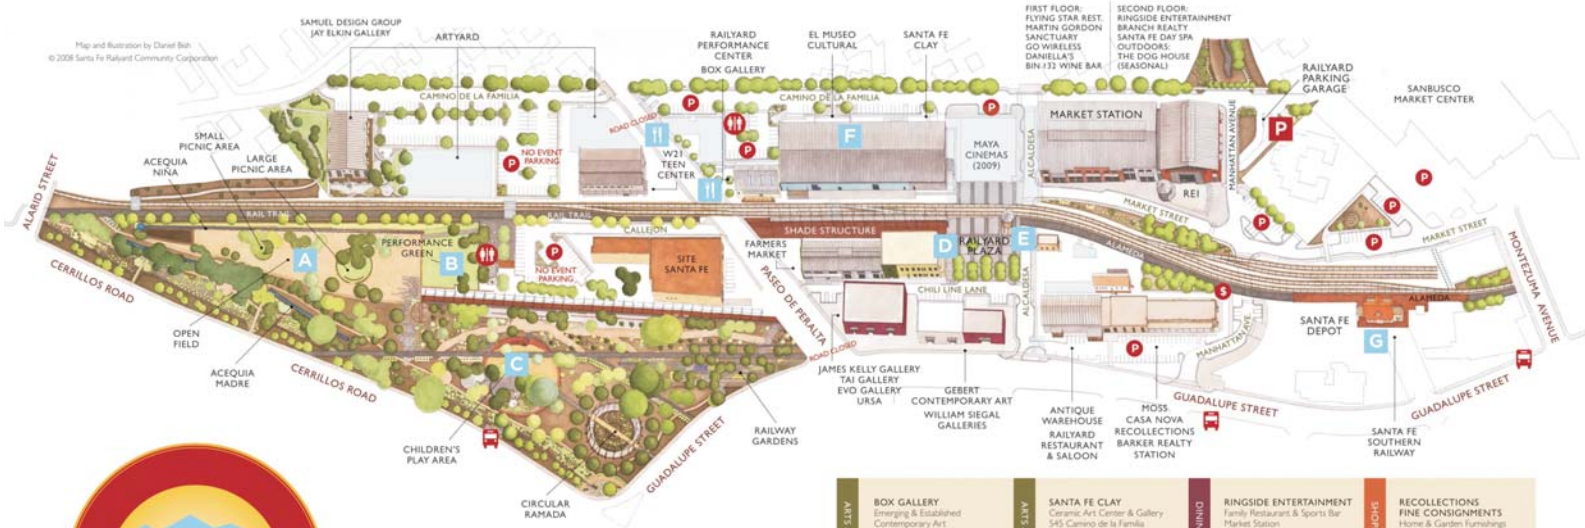 Map and Illustration by Daniel Bish
© 2008 Santa Fe Railyard Community Corporation
SAMUEL DESIGN GROUP
JAY ELKIN GALLERY
ARTYARD
RAILYARD
PERFORMANCE
CENTER
BOX GALLERY
EL MUSEO
CULTURAL
SANTA FE
CLAY
FIRST FLOOR:
FLYING STAR REST.
MARTIN GORDON
SANCTUARY
GO WIRELESS
DANIELLA'S
BIN 132 WINE BAR
SECOND FLOOR:
RINGSIDE ENTERTAINMENT
BRANCH REALTY
SANTA FE DAY SPA
OUTDOORS:
THE DOG HOUSE
(SEASONAL)
RAILYARD
PARKING
GARAGE
SANBUSCO
MARKET CENTER
CAMINO DE LA FAMILIA
CAMINO DE LA FAMILIA
ROAD CLOSED
P
P
P
P
NO EVENT
PARKING
W21
TEEN
CENTER
F
MAYA
CINEMAS
(2009)
ALCALDESA
MARKET STATION
REI
MANHATTAN AVENUE
P
P
P
P
P
SMALL
PICNIC AREA
ACEQUIA
NIÑA
LARGE
PICNIC AREA
ALARID STREET
RAIL TRAIL
RAIL TRAIL
CALLEJON
PERFORMANCE
GREEN
A
B
P
NO EVENT
PARKING
SITE
SANTA FE
SHADE STRUCTURE
FARMERS
MARKET
D
RAILYARD
PLAZA
E
MARKET STREET
ALAMEDA
MARKET STREET
MONTEZUMA AVENUE
CERRILLOS ROAD
PASEO DE PERALTA
CHILI LINE LANE
ALCALDESA
$
ALAMEDA
SANTA FE
DEPOT
G
OPEN
FIELD
ACEQUIA
MADRE
CERRILLOS ROAD
C
ROAD CLOSED
P
MANHATTAN AVE.
JAMES KELLY GALLERY
TAI GALLERY
EVO GALLERY
URSA
GEBERT
CONTEMPORARY ART
WILLIAM SIEGAL
GALLERIES
ANTIQUE
WAREHOUSE
RAILYARD
RESTAURANT
& SALOON
MOSS
CASA NOVA
RECOLLECTIONS
BARKER REALTY
STATION
GUADALUPE STREET
GUADALUPE STREET
SANTA FE
SOUTHERN
RAILWAY
CHILDREN'S
PLAY AREA
CIRCULAR
RAMADA
GUADALUPE STREET
RAILWAY
GARDENS
ARTS
BOX GALLERY
Emerging & Established
Contemporary Art
ARTS
SANTA FE CLAY
Ceramic Art Center & Gallery
545 Camino de la Familia
DINING
RINGSIDE ENTERTAINMENT
Family Restaurant & Sports Bar
Market Station
SHOP
RECOLLECTIONS
FINE CONSIGNMENTS
Home & Garden Furnishings